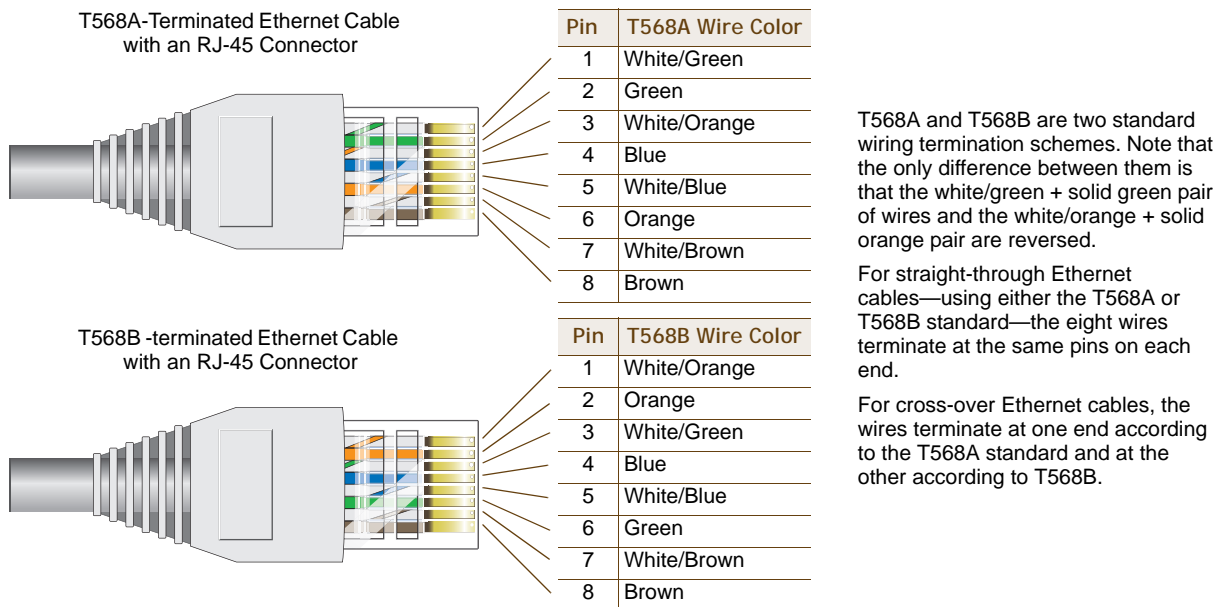 T568A-Terminated Ethernet Cable
with an RJ-45 Connector
Pin T568A Wire Color
1 White/Green
2 Green
3 White/Orange
4 Blue
5 White/Blue
6 Orange
7 White/Brown
8 Brown
T568B -terminated Ethernet Cable
with an RJ-45 Connector
Pin T568B Wire Color
1 White/Orange
2 Orange
3 White/Green
4 Blue
5 White/Blue
6 Green
7 White/Brown
8 Brown
T568A and T568B are two standard
wiring termination schemes. Note that
the only difference between them is
that the white/green + solid green pair
of wires and the white/orange + solid
orange pair are reversed.
For straight-through Ethernet
cables—using either the T568A or
T568B standard—the eight wires
terminate at the same pins on each
end.
For cross-over Ethernet cables, the
wires terminate at one end according
to the T568A standard and at the
other according to T568B.